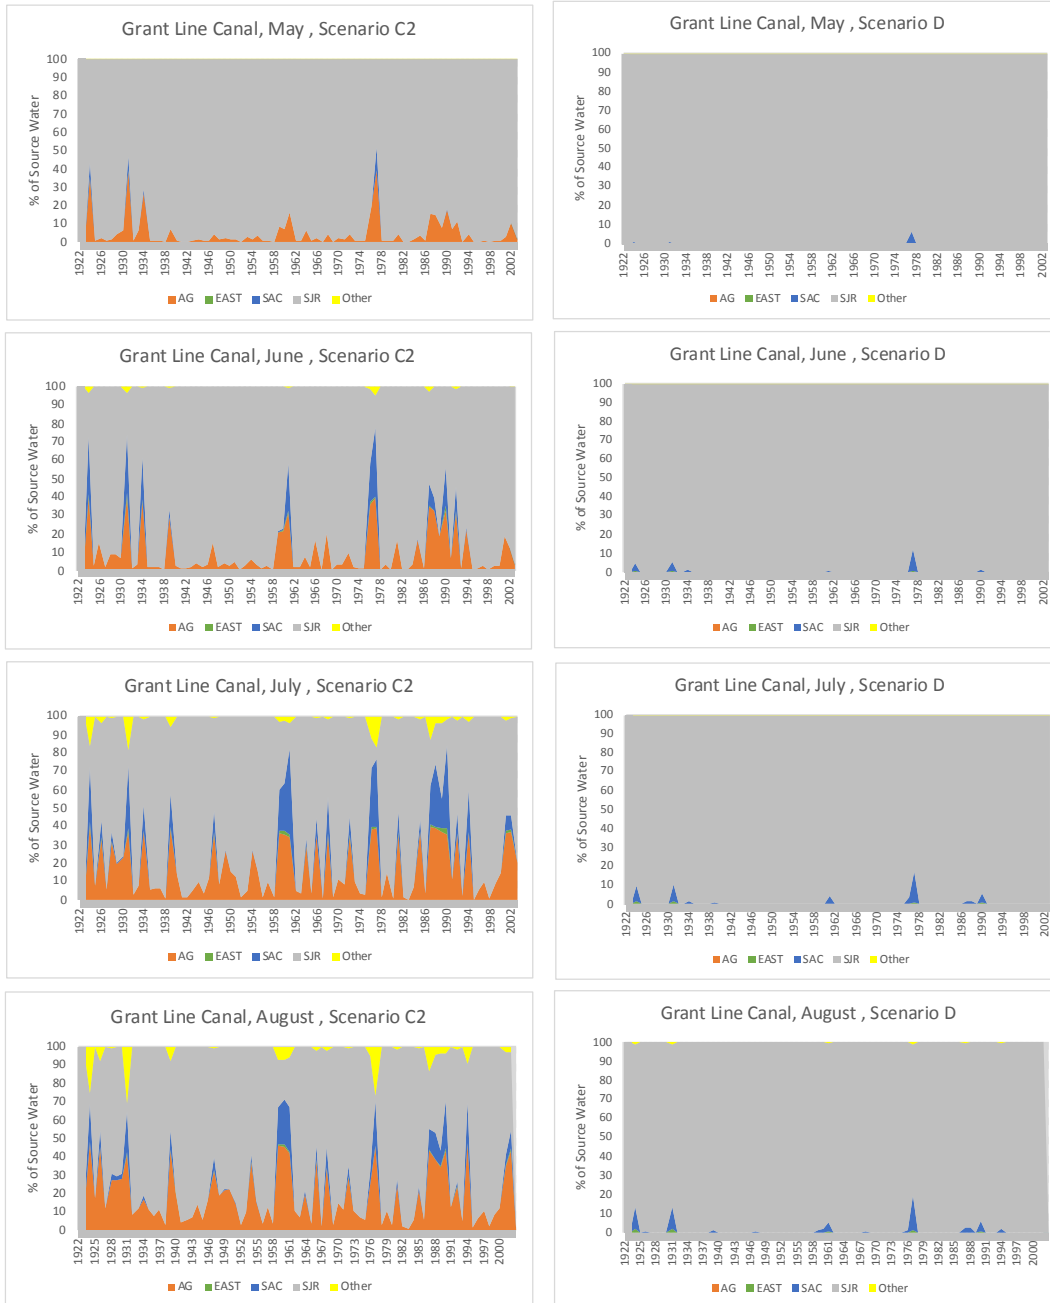 Grant Line Canal, May , Scenario C2
% of Source Water
100
90
80
70
60
50
40
30
20
10
0
1922 1926 1930 1934 1938 1942 1946 1950 1954 1958 1962 1966 1970 1974 1978 1982 1986 1990 1994 1998 2002
AG EAST SAC SJR Other
Grant Line Canal, May , Scenario D
% of Source Water
100
90
80
70
60
50
40
30
20
10
0
1922 1926 1930 1934 1938 1942 1946 1950 1954 1958 1962 1966 1970 1974 1978 1982 1986 1990 1994 1998 2002
AG EAST SAC SJR Other
Grant Line Canal, June , Scenario C2
% of Source Water
100
90
80
70
60
50
40
30
20
10
0
1922 1926 1930 1934 1938 1942 1946 1950 1954 1958 1962 1966 1970 1974 1978 1982 1986 1990 1994 1998 2002
AG EAST SAC SJR Other
Grant Line Canal, June , Scenario D
% of Source Water
100
90
80
70
60
50
40
30
20
10
0
1922 1926 1930 1934 1938 1942 1946 1950 1954 1958 1962 1966 1970 1974 1978 1982 1986 1990 1994 1998 2002
AG EAST SAC SJR Other
Grant Line Canal, July , Scenario C2
% of Source Water
100
90
80
70
60
50
40
30
20
10
0
1922 1926 1930 1934 1938 1942 1946 1950 1954 1958 1962 1966 1970 1974 1978 1982 1986 1990 1994 1998 2002
AG EAST SAC SJR Other
Grant Line Canal, July , Scenario D
% of Source Water
100
90
80
70
60
50
40
30
20
10
0
1922 1926 1930 1934 1938 1942 1946 1950 1954 1958 1962 1966 1970 1974 1978 1982 1986 1990 1994 1998 2002
AG EAST SAC SJR Other
Grant Line Canal, August , Scenario C2
% of Source Water
100
90
80
70
60
50
40
30
20
10
0
1922 1925 1928 1931 1934 1937 1940 1943 1946 1949 1952 1955 1958 1961 1964 1967 1970 1973 1976 1979 1982 1985 1988 1991 1994 1997 2000
AG EAST SAC SJR Other
Grant Line Canal, August , Scenario D
% of Source Water
100
90
80
70
60
50
40
30
20
10
0
1922 1925 1928 1931 1934 1937 1940 1943 1946 1949 1952 1955 1958 1961 1964 1967 1970 1973 1976 1979 1982 1985 1988 1991 1994 1997 2000
AG EAST SAC SJR Other